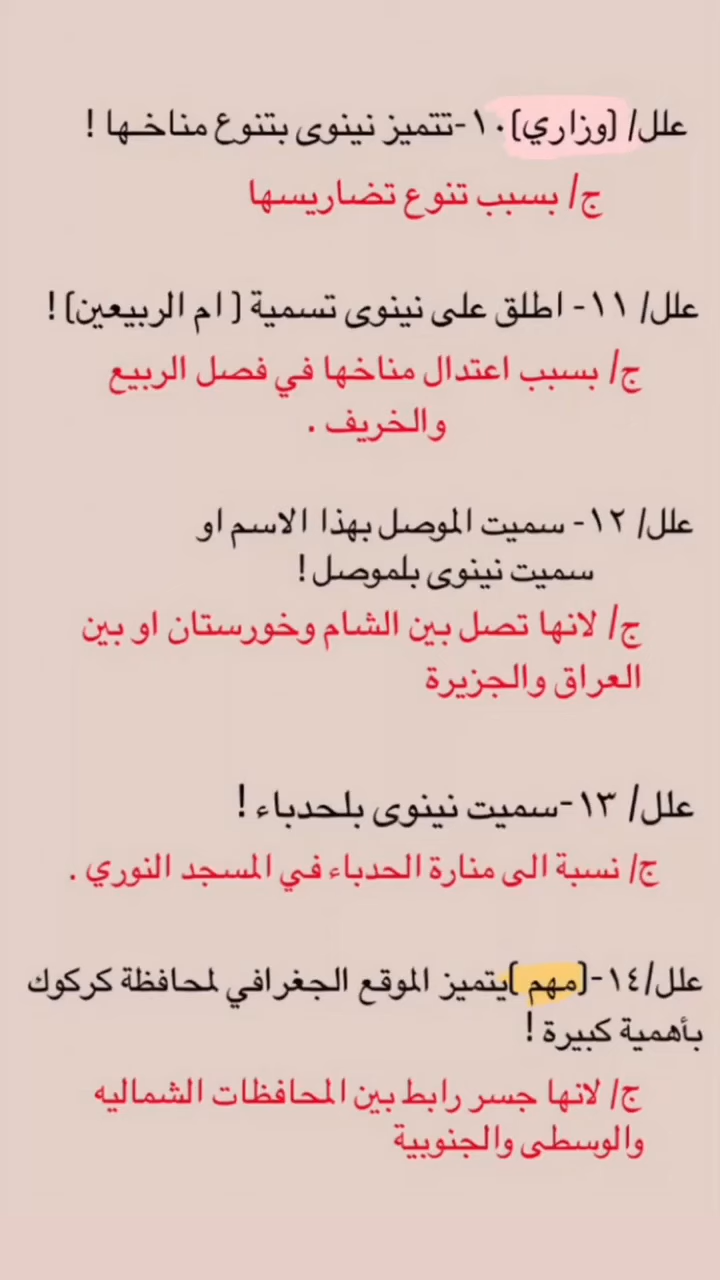 علل/ (وزاري) ١٠-تتميز نينوى بتنوع مناخها !
ج/ بسبب تنوع تضاريسها
علل/ ١١- اطلق على نينوى تسمية ( ام الربيعين) !
ج/ بسبب اعتدال مناخها في فصل الربيع
والخريف .
علل/ ١٢- سميت الموصل بهذا الاسم او
سميت نينوى بلموصل !
ج/ لانها تصل بين الشام وخورستان او بين
العراق والجزيرة
علل/ ١٣-سميت نينوى بلحدباء !
ج/ نسبة الى منارة الحدباء في المسجد النوري .
علل/١٤-(مهم )يتميز الموقع الجغرافي لمحافظة كركوك
بأهمية كبيرة !
ج/ لانها جسر رابط بين المحافظات الشماليه
والوسطى والجنوبية